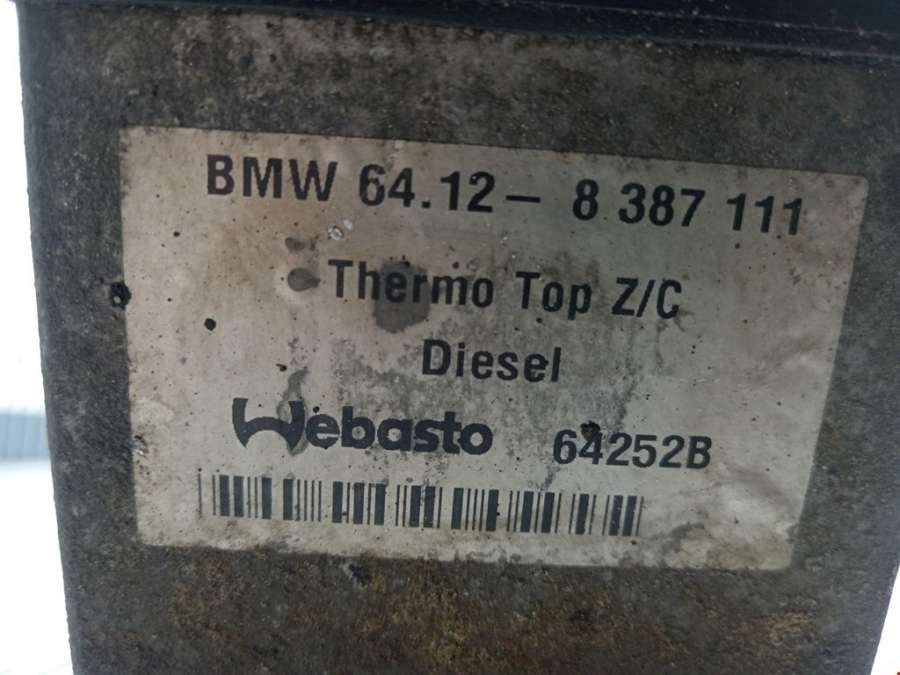 BMW 64.12 – 8 387 111
Thermo Top Z/C
Diesel
Webasto 64252B